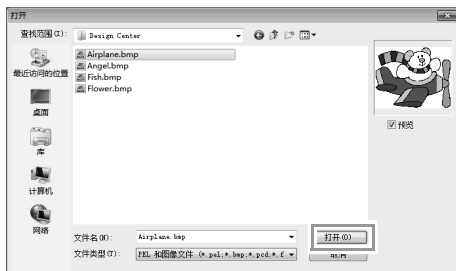 打开
查找范围(I): Design Center
最近访问的位置
桌面
库
计算机
网络
Airplane.bmp
Angel.bmp
Fish.bmp
Flower.bmp
预览
文件名(N): Airplane.bmp 打开(O)
文件类型(T): PEL 和图像文件 (*.pel;*.bmp;*.pcd;*.f 取消